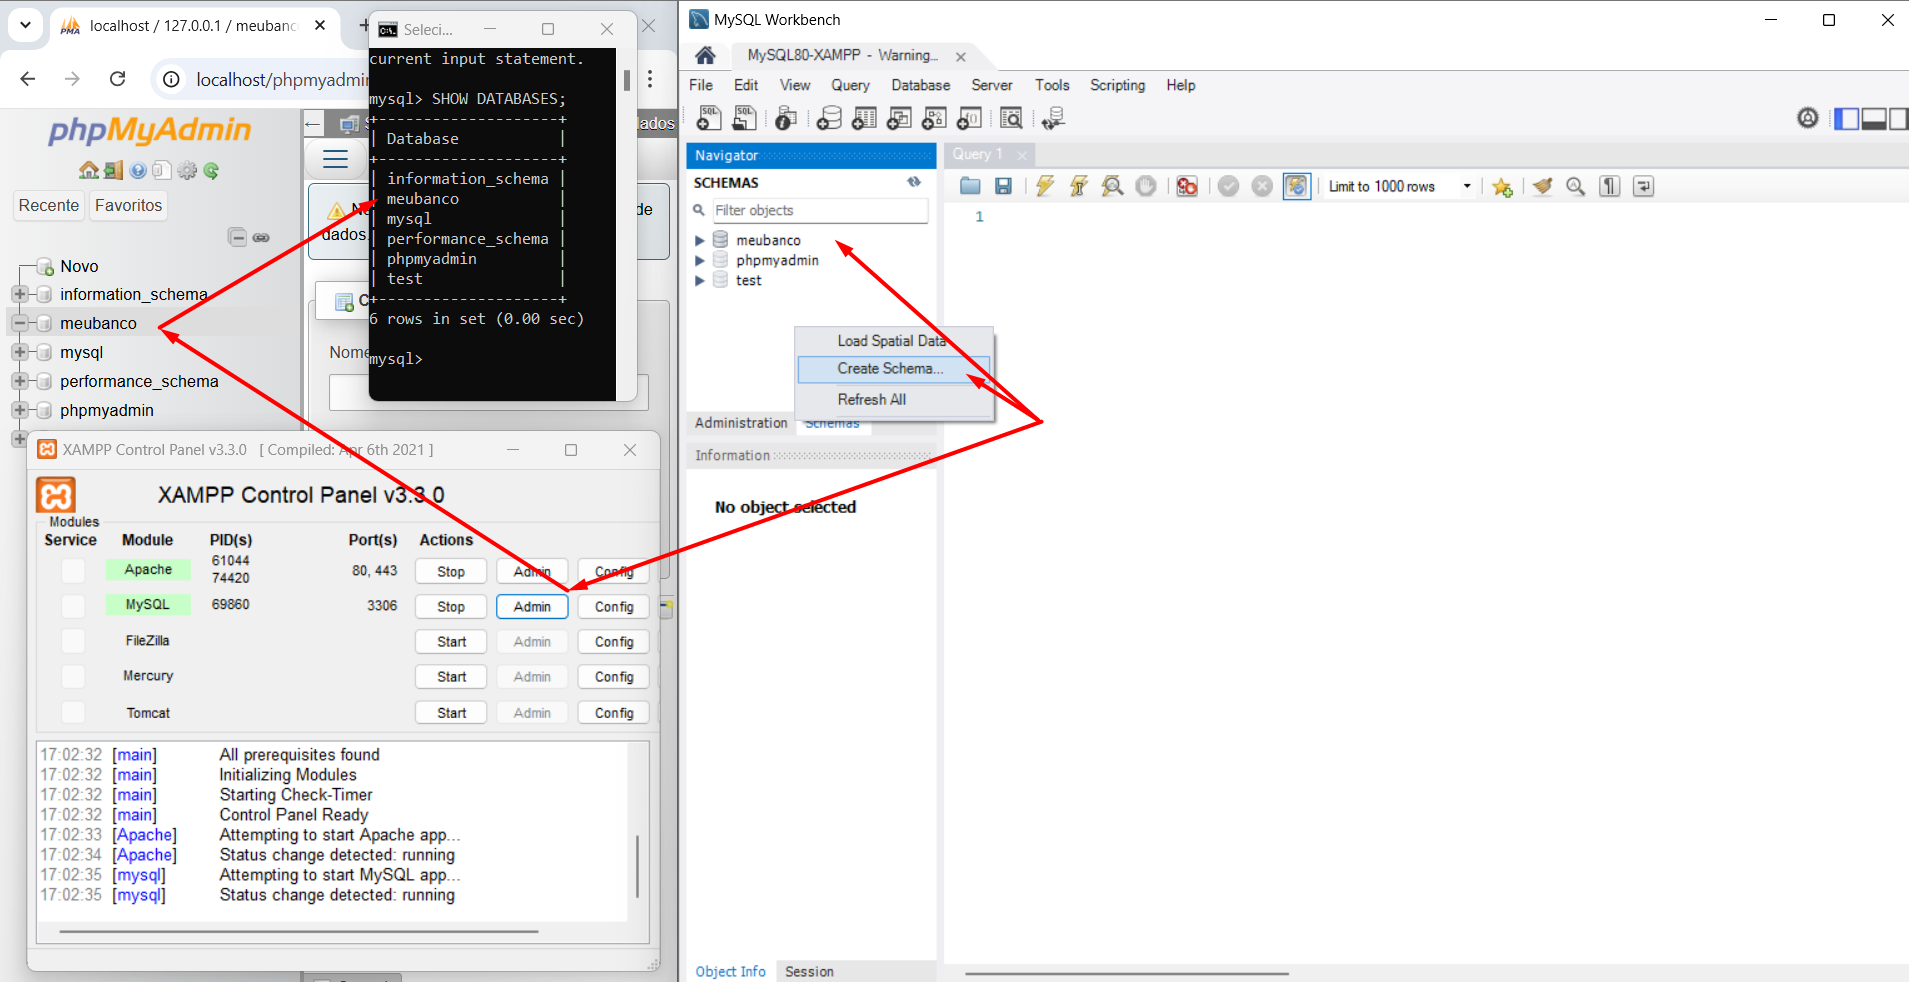 localhost / 127.0.0.1 / meubanc
localhost/phpmyadmin
phpMyAdmin
Recente
Favoritos
Novo
information_schema
meubanco
mysql
performance_schema
phpmyadmin
lados
de
dados
Nome
Seleci...
current input statement.
mysql> SHOW DATABASES;
+--------------------+
| Database           |
+--------------------+
| information_schema |
| meubanco           |
| mysql              |
| performance_schema |
| phpmyadmin         |
| test               |
+--------------------+
6 rows in set (0.00 sec)
mysql>
XAMPP Control Panel v3.3.0 [ Compiled: Apr 6th 2021 ]
XAMPP Control Panel v3.3.0
Modules
Service Module PID(s) Port(s) Actions
Apache 61044 74420 80, 443 Stop Admin Config
MySQL 69860 3306 Stop Admin Config
FileZilla Start Admin Config
Mercury Start Admin Config
Tomcat Start Admin Config
17:02:32 [main] All prerequisites found
17:02:32 [main] Initializing Modules
17:02:32 [main] Starting Check-Timer
17:02:32 [main] Control Panel Ready
17:02:33 [Apache] Attempting to start Apache app...
17:02:34 [Apache] Status change detected: running
17:02:35 [mysql] Attempting to start MySQL app...
17:02:35 [mysql] Status change detected: running
MySQL Workbench
MySQL80-XAMPP - Warning...
File Edit View Query Database Server Tools Scripting Help
Navigator
SCHEMAS
Filter objects
meubanco
phpmyadmin
test
Load Spatial Data
Create Schema...
Refresh All
Administration Schemas
Information
No object selected
Object Info Session
Query 1
Limit to 1000 rows
1